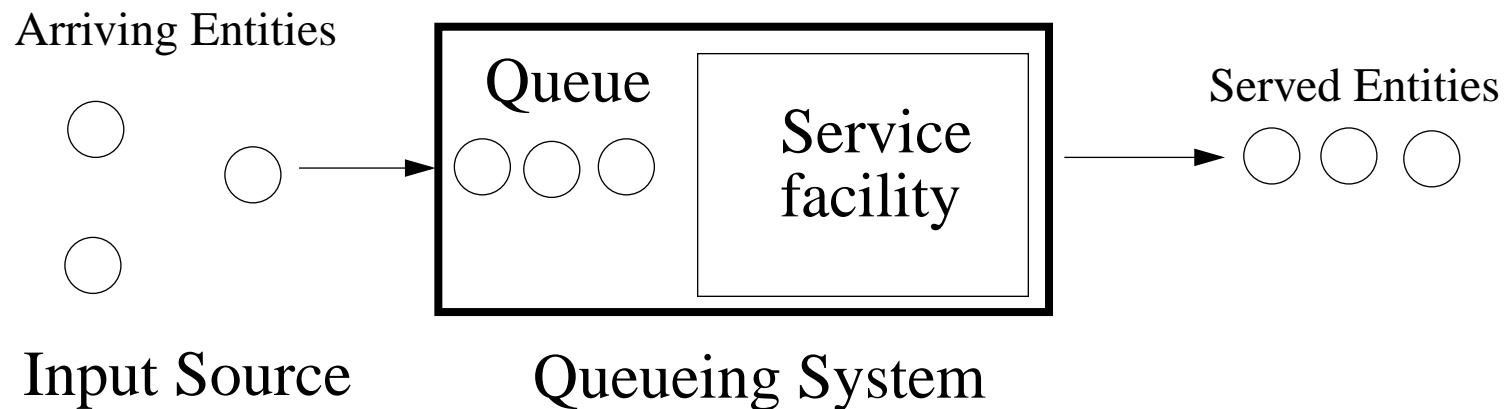 Arriving Entities
Queue
Service
facility
Served Entities
Input Source
Queueing System